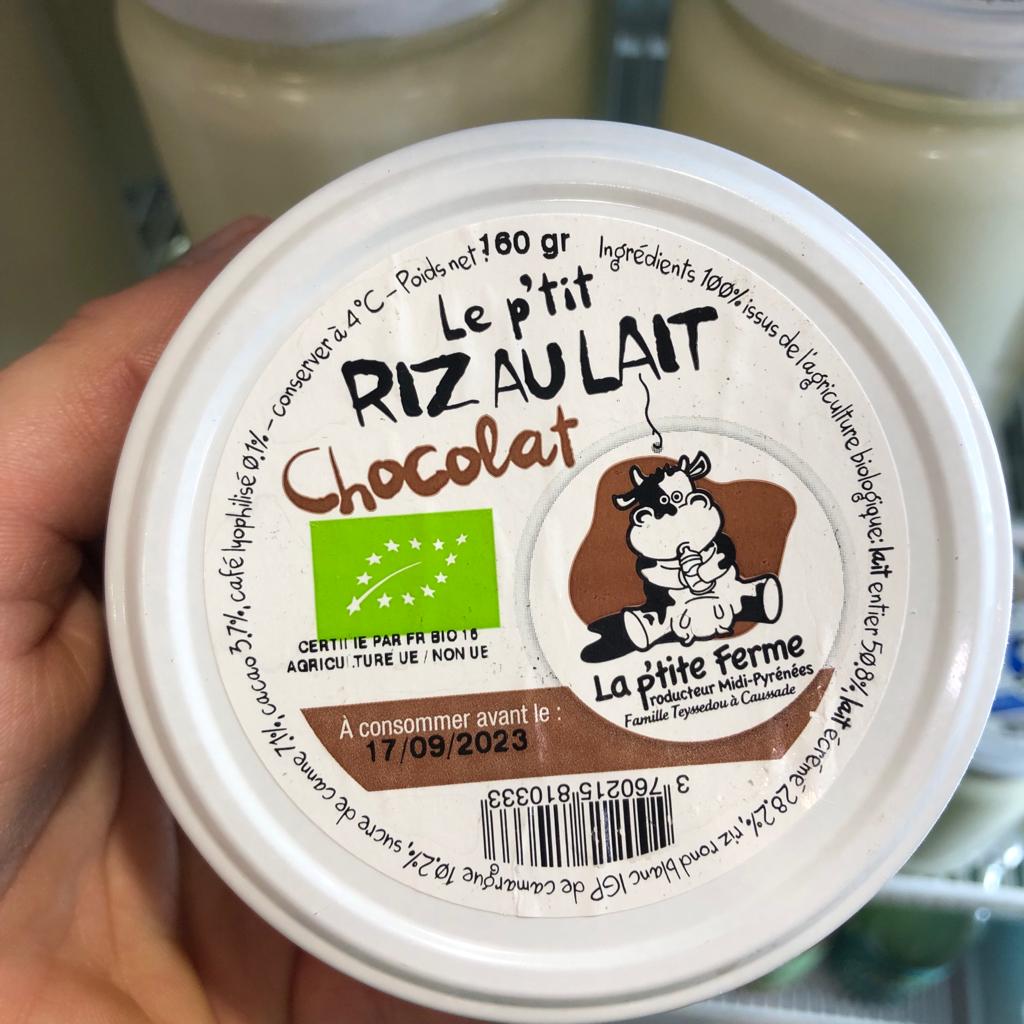 160 gr
Le p'tit
RIZ AU LAIT
Chocolat
CERTIFIE PAR FR BIO 16
AGRICULTURE UE / NON UE
La p'tite Ferme
Producteur Midi-Pyrénées
Famille Teyssedou à Caussade
À consommer avant le :
17/09/2023
3 760215 810333
Ingrédients 100% issus de l'agriculture biologique: lait entier 50.8%, lait écrémé 28.2%, riz rond blanc IGP de camargue 10.2%, sucre de canne 7.1%, cacao 3.7%, café lyophilisé 0.1% - conserver à 4°C - Poids net :